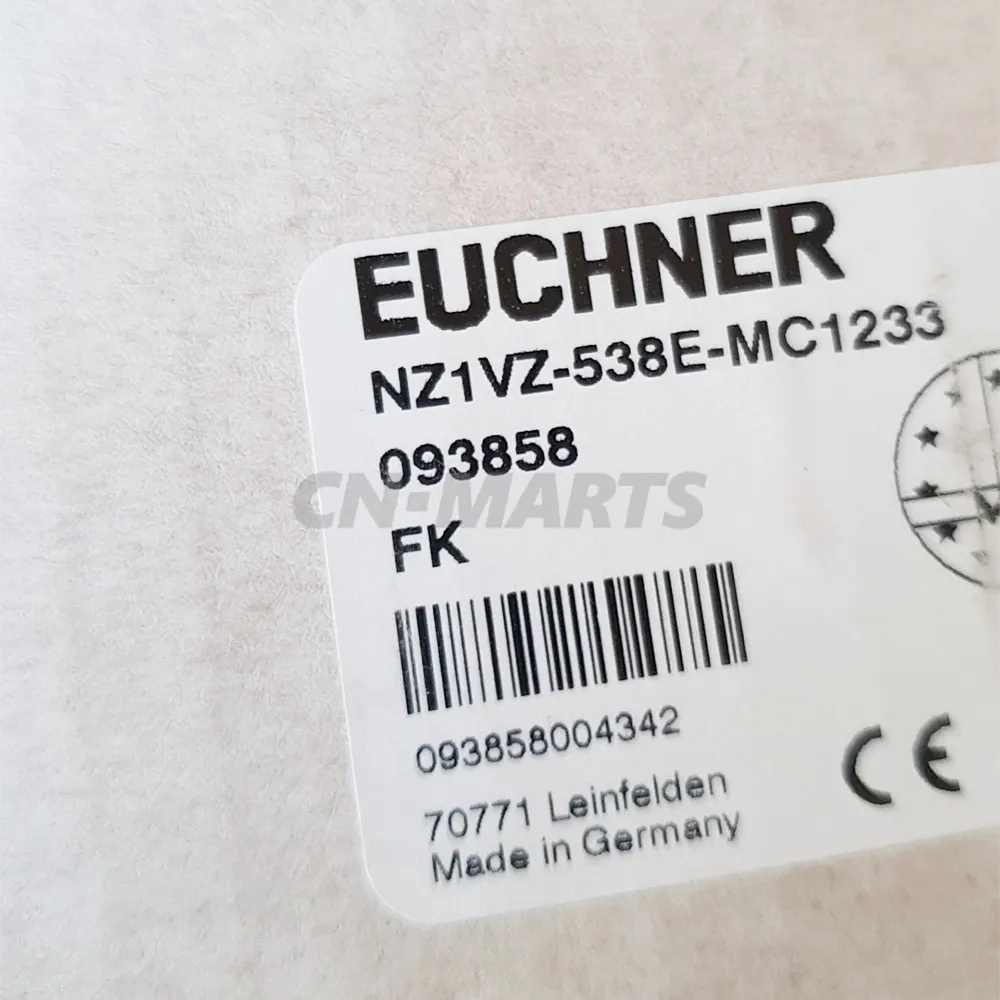 EUCHNER
NZ1VZ-538E-MC1233
093858
CN-MARTS
FK
093858004342
70771 Leinfelden
Made in Germany
CE